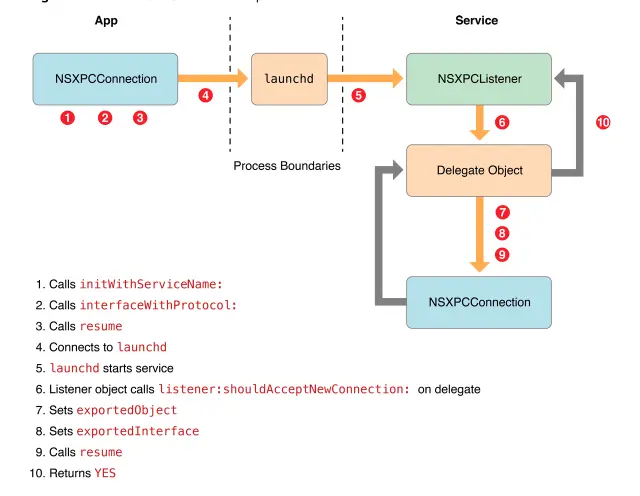 App
Service
NSXPCConnection
launchd
NSXPCListener
1
2
3
4
5
6
10
Process Boundaries
Delegate Object
7
8
9
NSXPCConnection
1. Calls initWithServiceName:
2. Calls interfaceWithProtocol:
3. Calls resume
4. Connects to launchd
5. launchd starts service
6. Listener object calls listener:shouldAcceptNewConnection: on delegate
7. Sets exportedObject
8. Sets exportedInterface
9. Calls resume
10. Returns YES